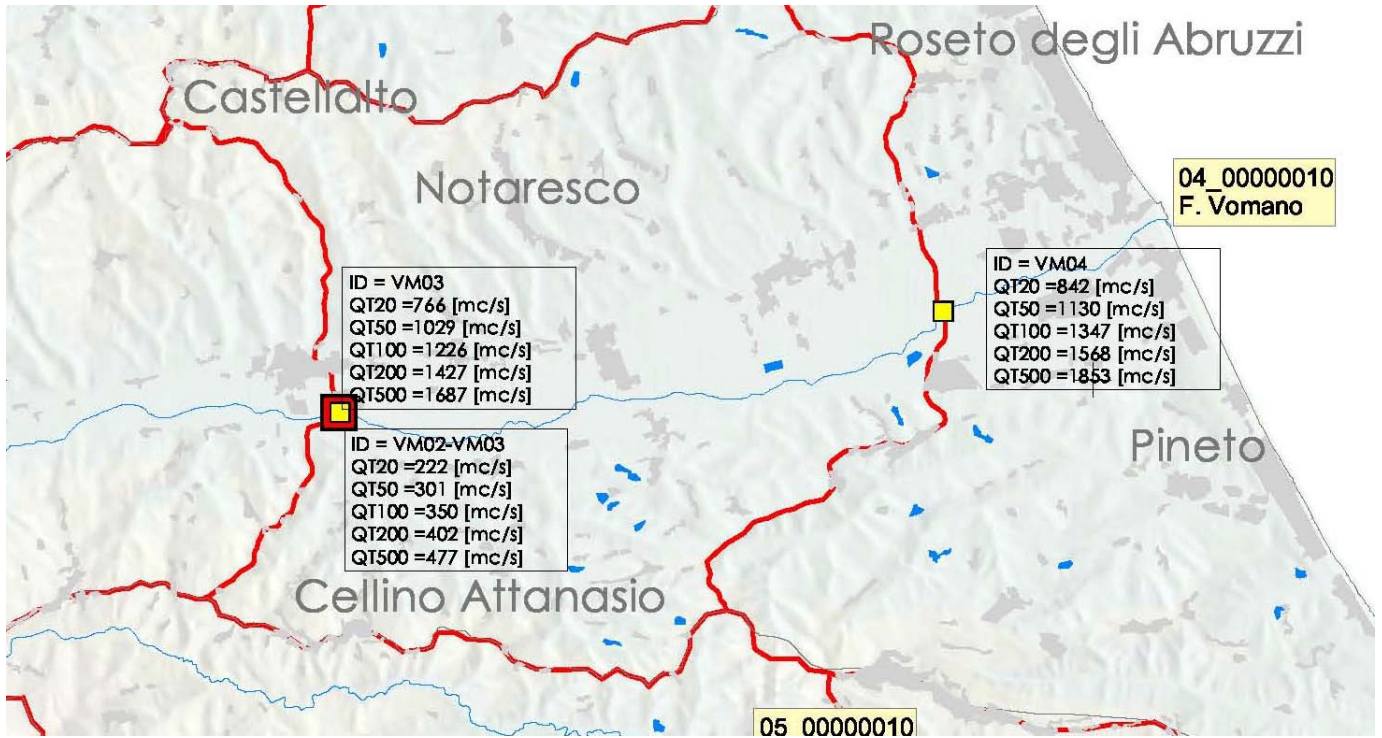 Roseto degli Abruzzi
Castellalto
Notaresco
04_00000010
F. Vomano
ID = VM03
QT20 =766 [mc/s]
QT50 =1029 [mc/s]
QT100 =1226 [mc/s]
QT200 =1427 [mc/s]
QT500 =1687 [mc/s]
ID = VM04
QT20 =842 [mc/s]
QT50 =1130 [mc/s]
QT100 =1347 [mc/s]
QT200 =1568 [mc/s]
QT500 =1853 [mc/s]
ID = VM02-VM03
QT20 =222 [mc/s]
QT50 =301 [mc/s]
QT100 =350 [mc/s]
QT200 =402 [mc/s]
QT500 =477 [mc/s]
Pineto
Cellino Attanasio
05_00000010